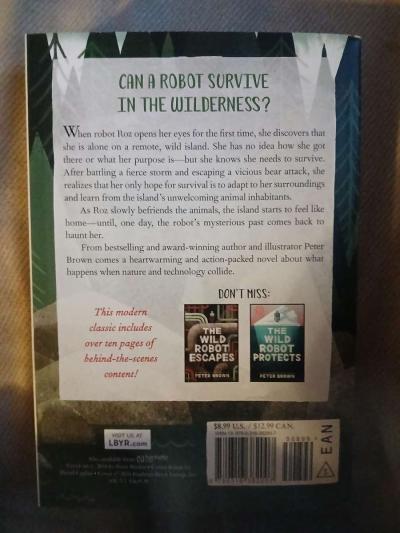 CAN A ROBOT SURVIVE
IN THE WILDERNESS?
When robot Roz opens her eyes for the first time, she discovers that
she is alone on a remote, wild island. She has no idea how she got
there or what her purpose is—but she knows she needs to survive.
After battling a fierce storm and escaping a vicious bear attack, she
realizes that her only hope for survival is to adapt to her surroundings
and learn from the island's unwelcoming animal inhabitants.
As Roz slowly befriends the animals, the island starts to feel like
home—until, one day, the robot's mysterious past comes back to
haunt her.
From bestselling and award-winning author and illustrator Peter
Brown comes a heartwarming and action-packed novel about what
happens when nature and technology collide.
This modern
classic includes
over ten pages of
behind-the-scenes
content!
DON'T MISS:
THE
WILD
ROBOT
ESCAPES
PETER BROWN
THE
WILD
ROBOT
PROTECTS
PETER BROWN
VISIT US AT
LBYR.COM
Also available from
$8.99 U.S. / $12.99 CAN.
EAN